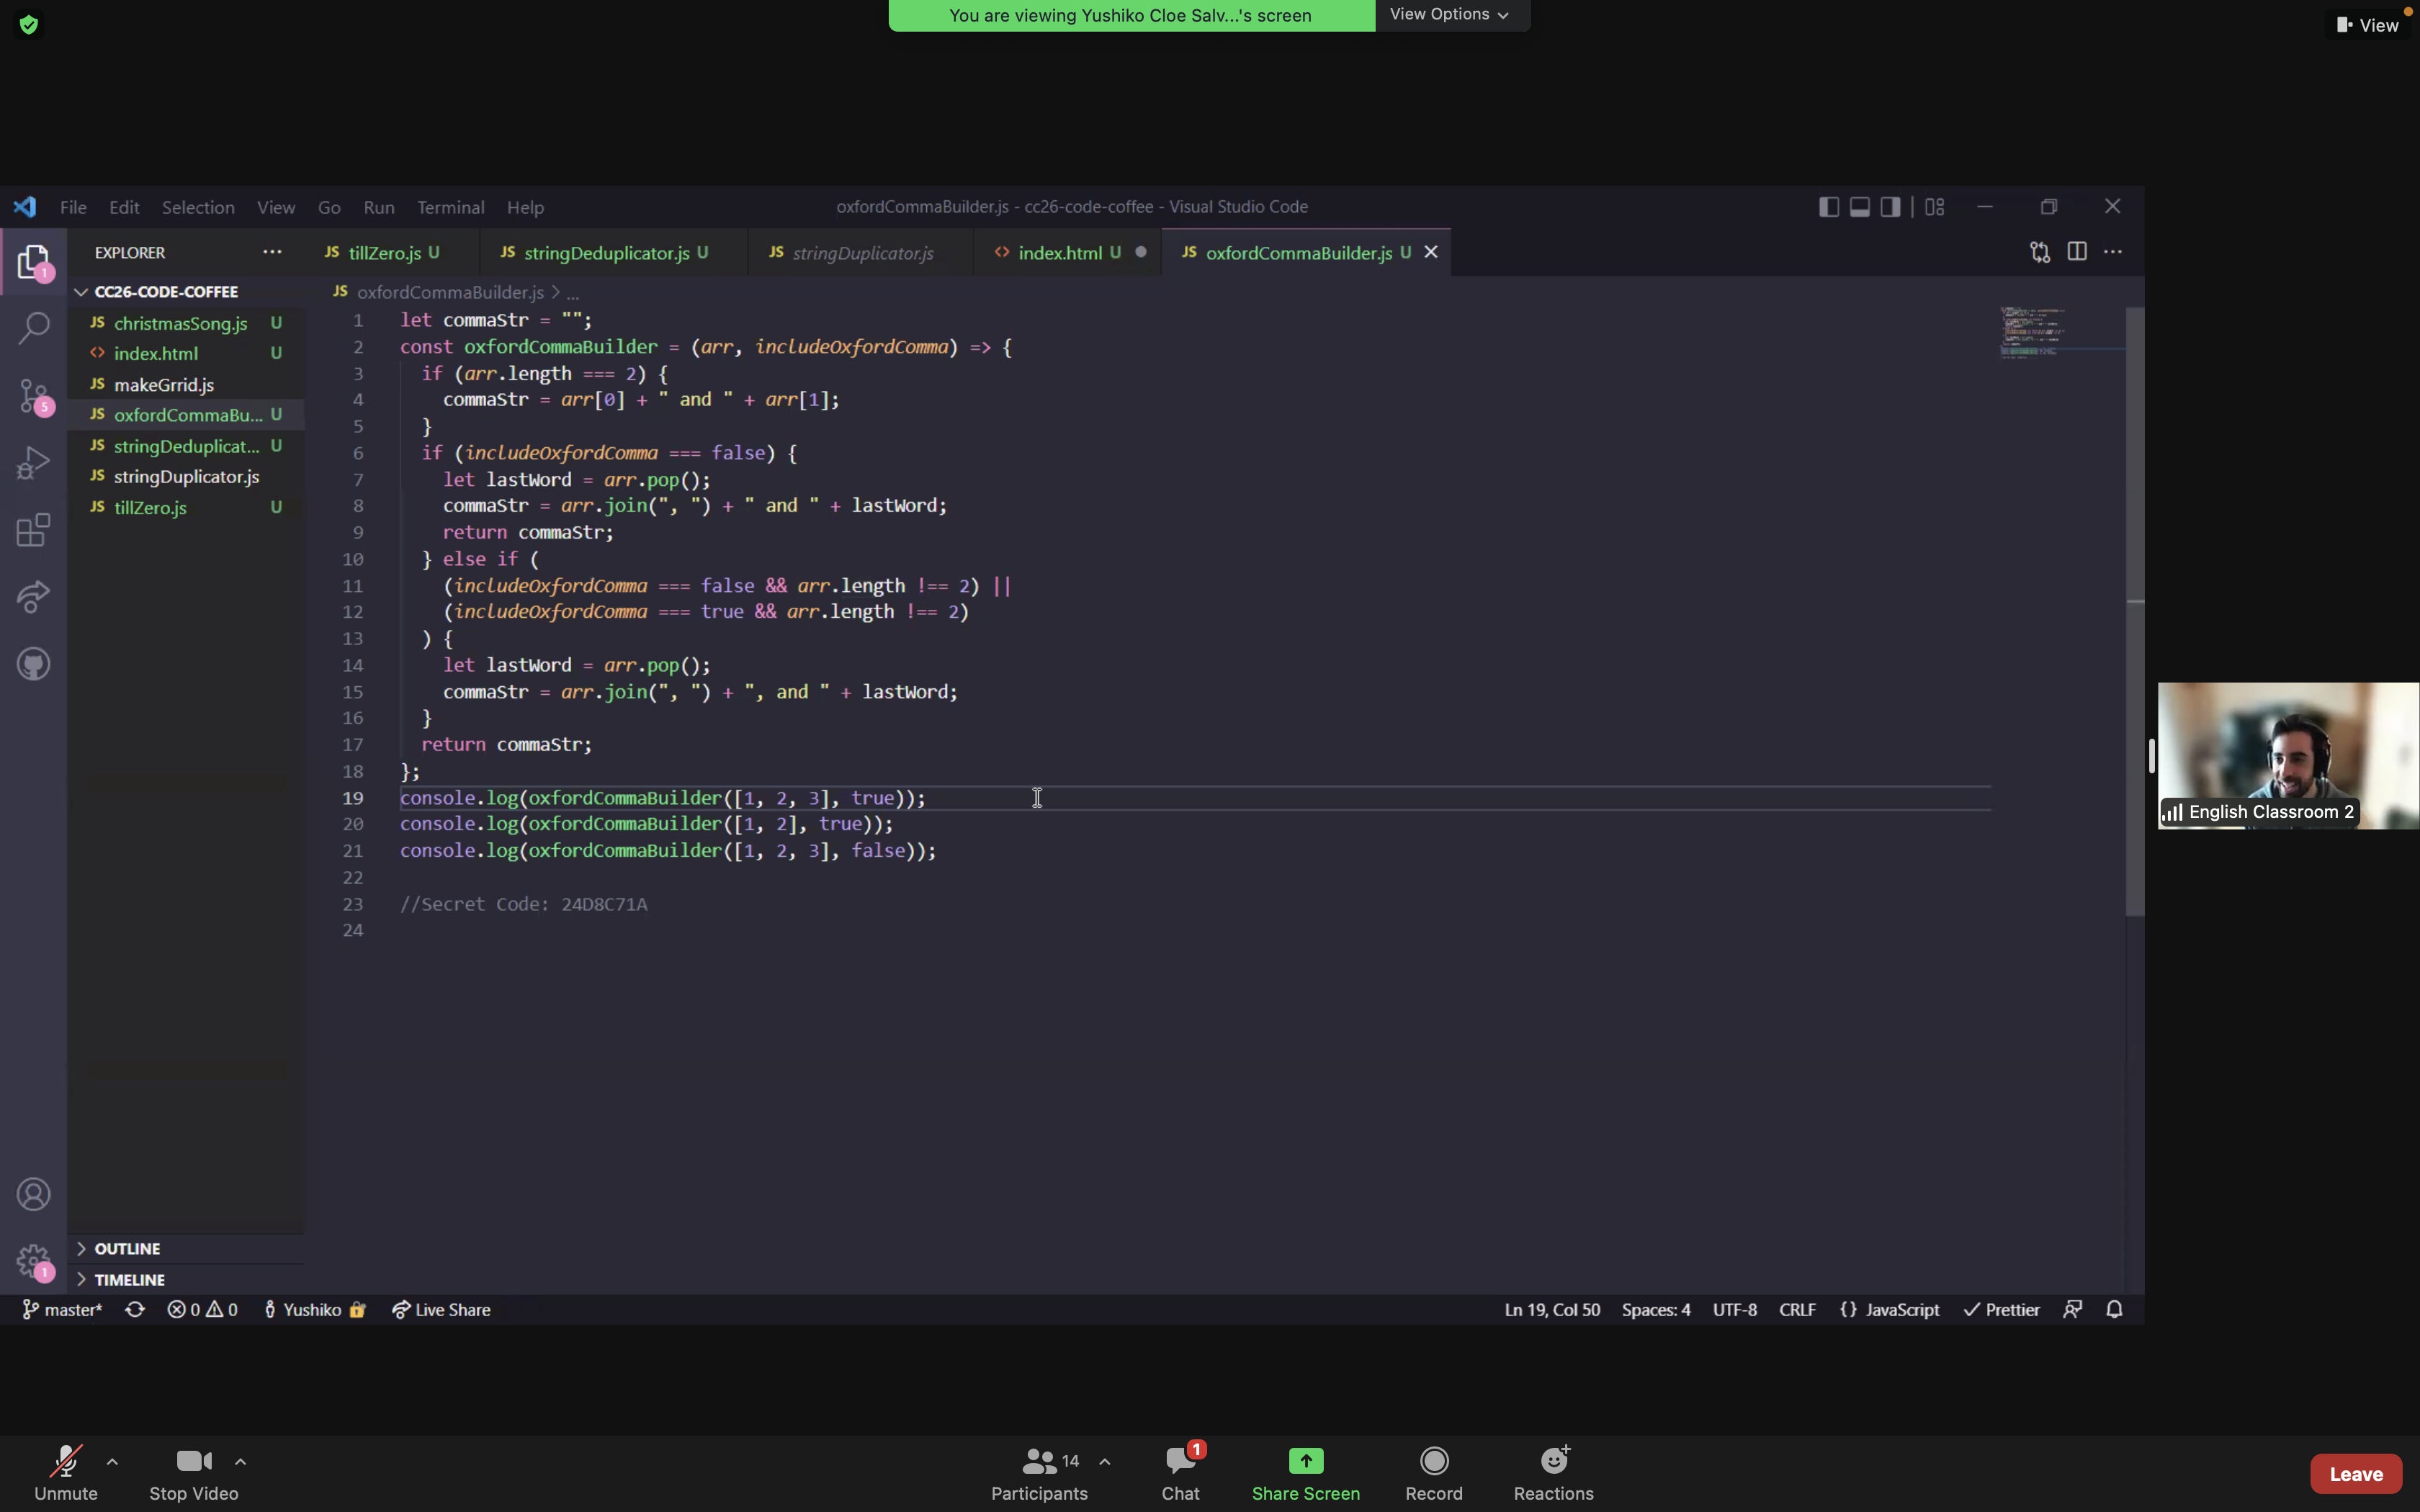 You are viewing Yushiko Cloe Salv...'s screen
View Options
View
File Edit Selection View Go Run Terminal Help
oxfordCommaBuilder.js - cc26-code-coffee - Visual Studio Code
EXPLORER ...
JS tillZero.js U
JS stringDeduplicator.js U
JS stringDuplicator.js
<> index.html U
JS oxfordCommaBuilder.js U
CC26-CODE-COFFEE
JS christmasSong.js U
<> index.html U
JS makeGrrid.js
JS oxfordCommaBu... U
JS stringDeduplicat... U
JS stringDuplicator.js
JS tillZero.js U
1
5
JS oxfordCommaBuilder.js > ...
1 let commaStr = "";
2 const oxfordCommaBuilder = (arr, includeOxfordComma) => {
3 if (arr.length === 2) {
4 commaStr = arr[0] + " and " + arr[1];
5 }
6 if (includeOxfordComma === false) {
7 let lastWord = arr.pop();
8 commaStr = arr.join(", ") + " and " + lastWord;
9 return commaStr;
10 } else if (
11 (includeOxfordComma === false && arr.length !== 2) ||
12 (includeOxfordComma === true && arr.length !== 2)
13 ) {
14 let lastWord = arr.pop();
15 commaStr = arr.join(", ") + ", and " + lastWord;
16 }
17 return commaStr;
18 };
19 console.log(oxfordCommaBuilder([1, 2, 3], true));
20 console.log(oxfordCommaBuilder([1, 2], true));
21 console.log(oxfordCommaBuilder([1, 2, 3], false));
22
23 //Secret Code: 24D8C71A
24
English Classroom 2
OUTLINE
1
TIMELINE
master* 0 0 Yushiko Live Share
Ln 19, Col 50 Spaces: 4 UTF-8 CRLF {} JavaScript Prettier
14
1
Unmute Stop Video Participants Chat Share Screen Record Reactions
Leave